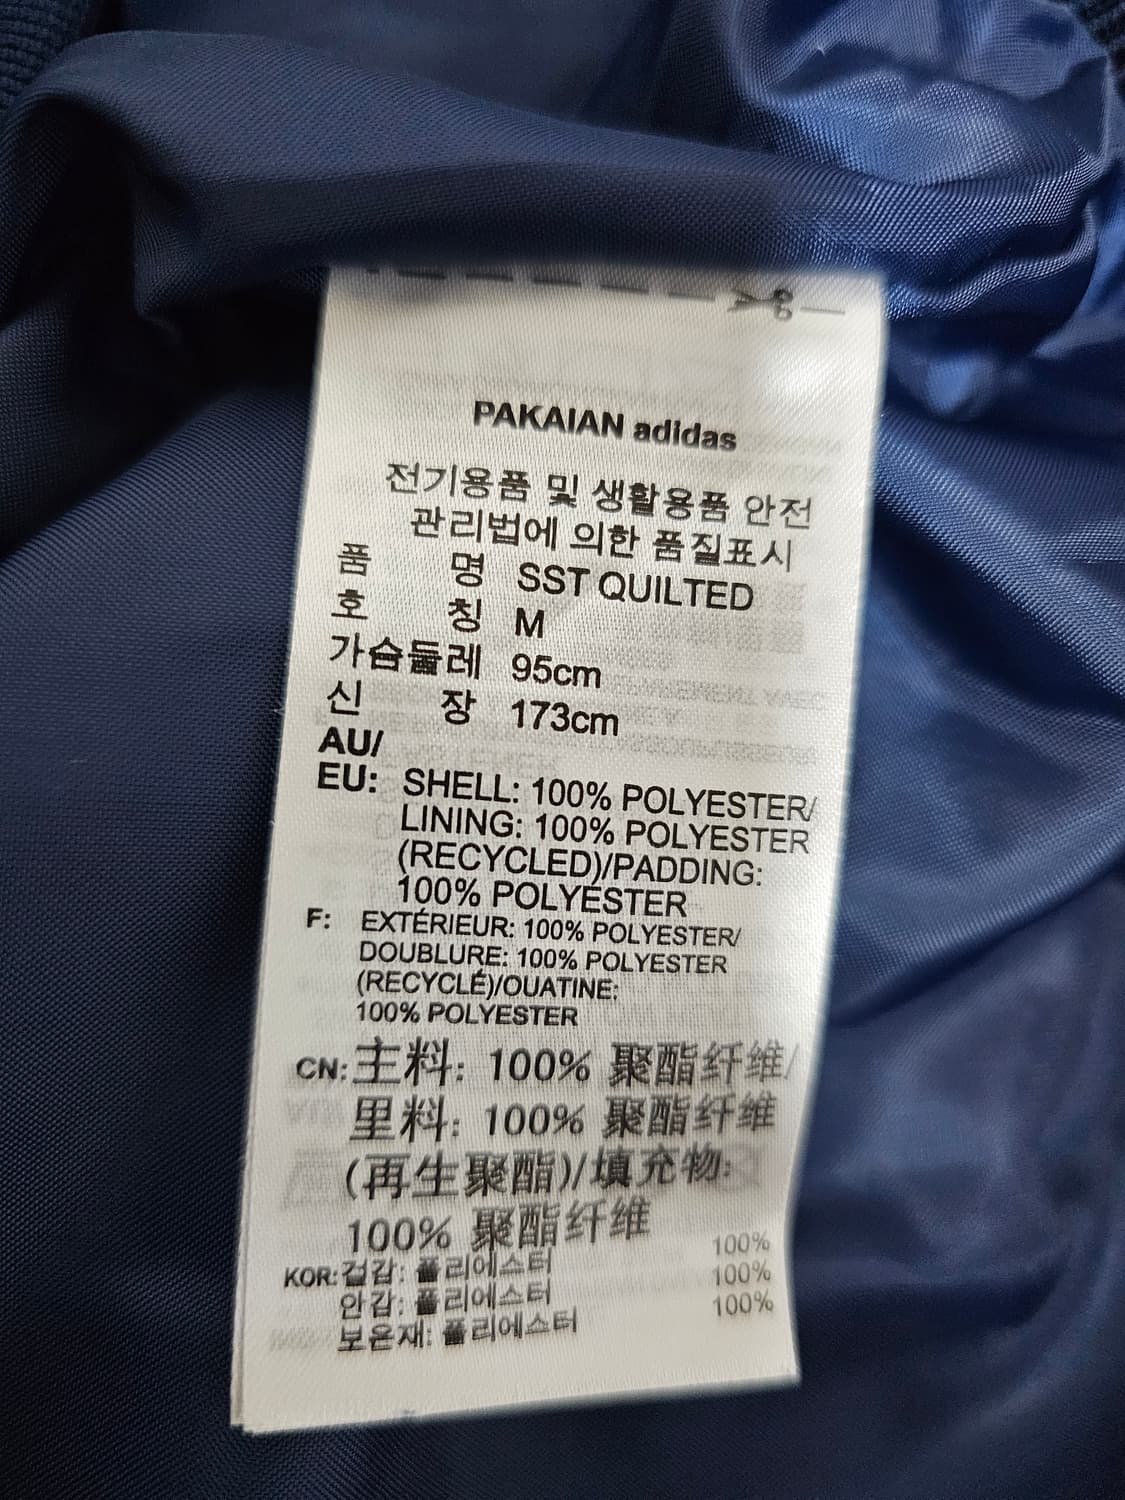 PAKAIAN adidas
전기용품 및 생활용품 안전
관리법에 의한 품질표시
품 명 SST QUILTED
호 칭 M
가슴둘레 95cm
신 장 173cm
AU/
EU: SHELL: 100% POLYESTER/
LINING: 100% POLYESTER
(RECYCLED)/PADDING:
100% POLYESTER
F: EXTÉRIEUR: 100% POLYESTER/
DOUBLURE: 100% POLYESTER
(RECYCLÉ)/OUATINE:
100% POLYESTER
CN: 主料: 100% 聚酯纤维/
里料: 100% 聚酯纤维
(再生聚酯)/填充物:
100% 聚酯纤维
KOR: 겉감: 폴리에스터 100%
안감: 폴리에스터 100%
보온재: 폴리에스터 100%